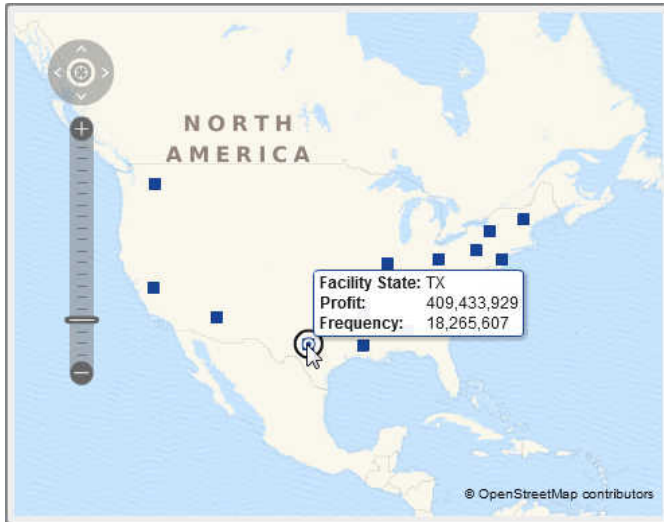 NORTH
AMERICA
Facility State: TX
Profit: 409,433,929
Frequency: 18,265,607
© OpenStreetMap contributors